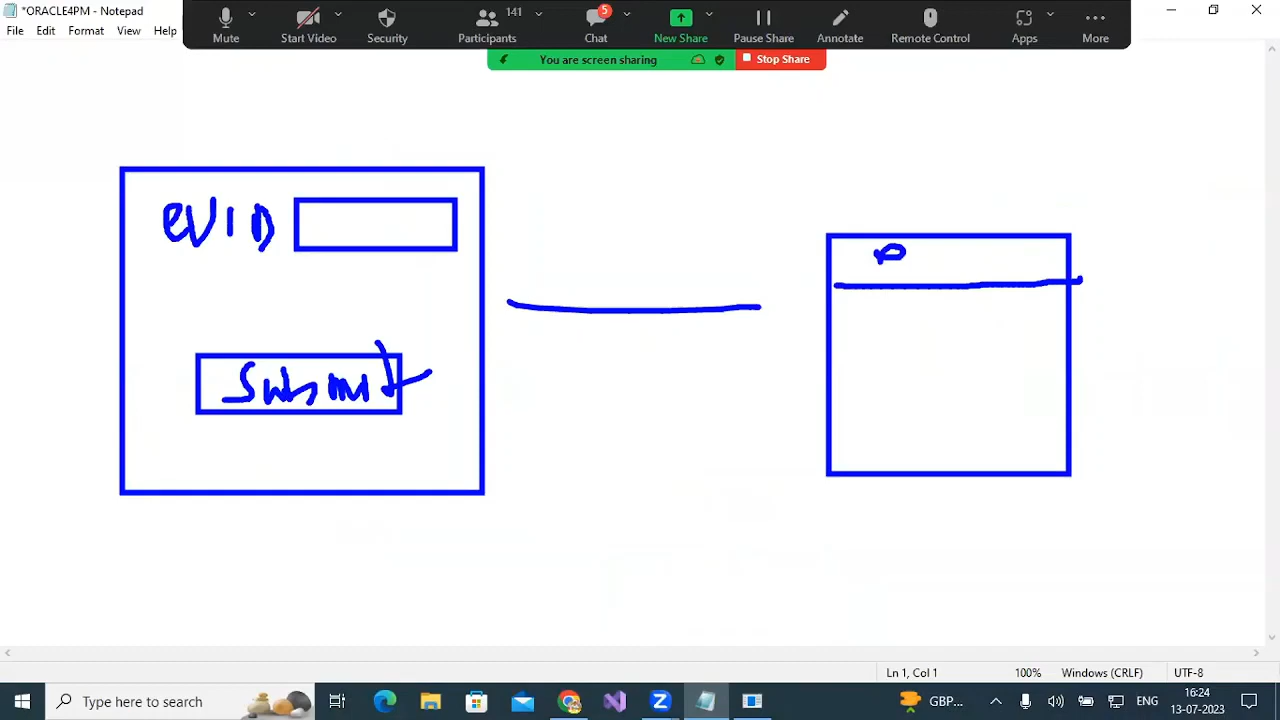 *ORACLE4PM - Notepad
File Edit Format View Help
Mute Start Video Security Participants 141 Chat 5 New Share Pause Share Annotate Remote Control Apps More
You are screen sharing Stop Share
eVID
Submit
Ln 1, Col 1 100% Windows (CRLF) UTF-8
Type here to search
GBP... ENG 16:24
13-07-2023